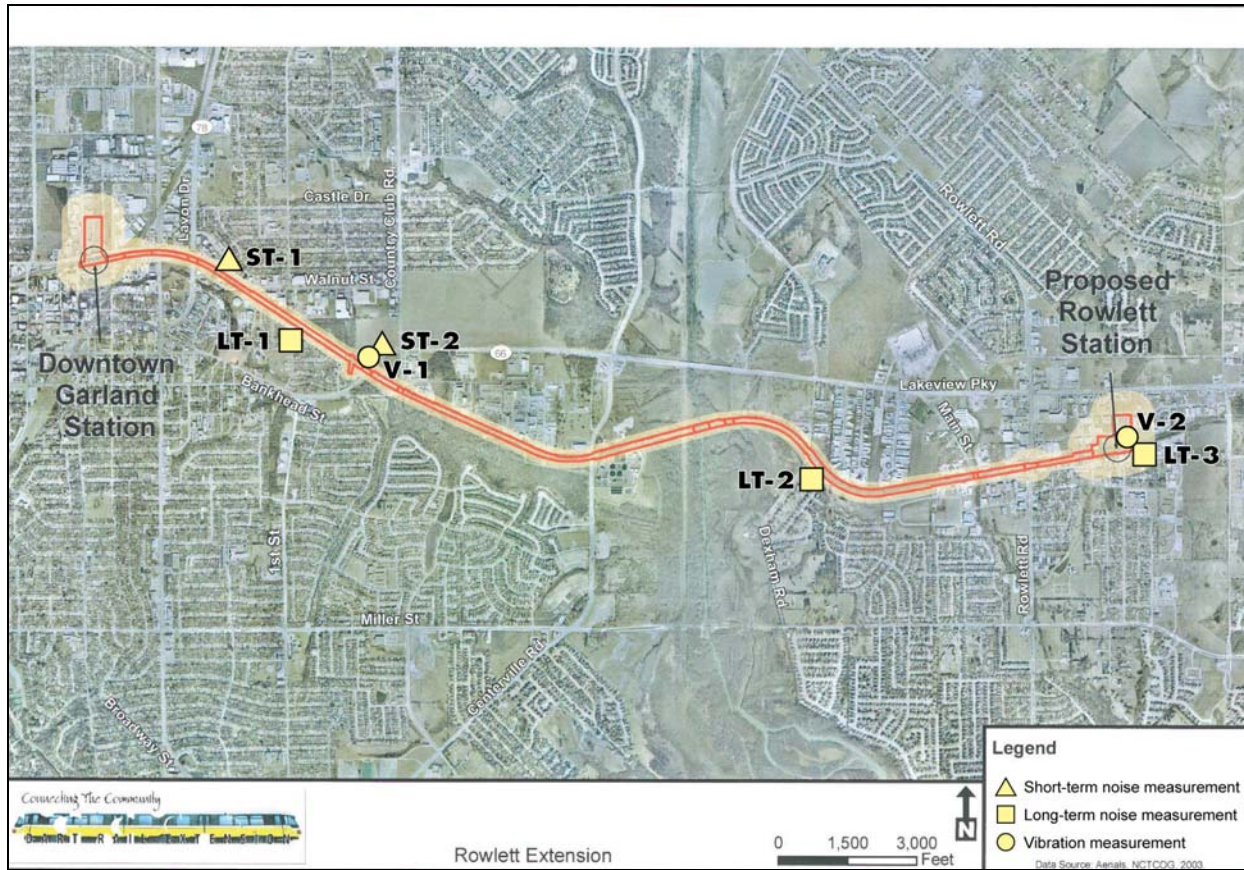 78
Lavon Dr
Castle Dr
Country Club Rd.
Rowlett Rd
ST-1
Walnut St.
Proposed
Rowlett
Station
LT-1
ST-2
V-1
66
Lakeview Pky
Downtown
Garland
Station
Bankhead St.
Main St
V-2
LT-3
LT-2
1st St
Dexham Rd
Rowlett Rd
Miller St
Centerville Rd
Broadway St
Legend
Short-term noise measurement
Long-term noise measurement
Vibration measurement
Data Source: Aerials, NCTCOG, 2003.
Connecting The Community
N
Rowlett Extension
0 1,500 3,000
Feet